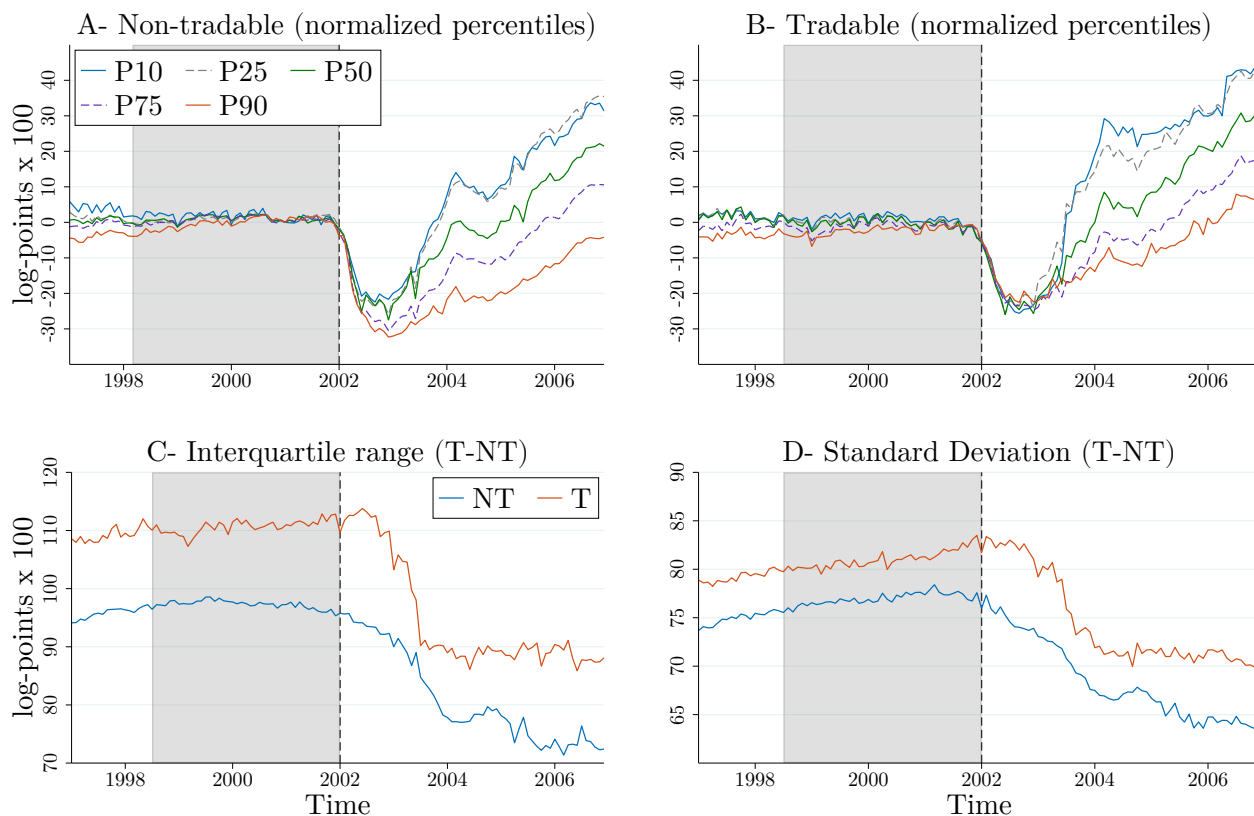 A- Non-tradable (normalized percentiles)
log-points x 100
40
30
20
10
0
-10
-20
-30
P10 P25 P50
P75 P90
1998 2000 2002 2004 2006
B- Tradable (normalized percentiles)
40
30
20
10
0
-10
-20
-30
1998 2000 2002 2004 2006
C- Interquartile range (T-NT)
log-points x 100
120
110
100
90
80
70
NT T
1998 2000 2002 2004 2006
Time
D- Standard Deviation (T-NT)
90
85
80
75
70
65
1998 2000 2002 2004 2006
Time